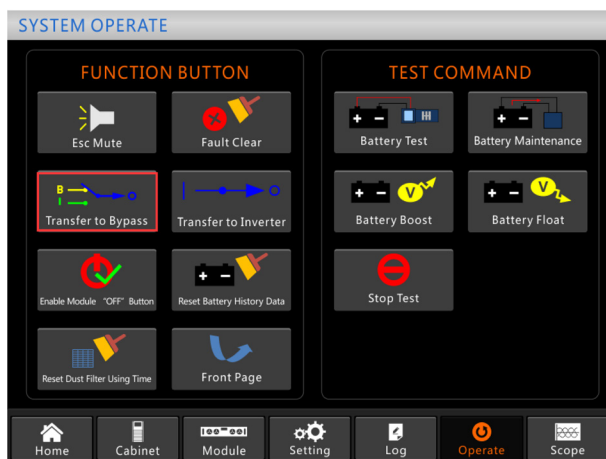 SYSTEM OPERATE
FUNCTION BUTTON
Esc Mute
Fault Clear
B
I
Transfer to Bypass
Transfer to Inverter
Enable Module “OFF” Button
Reset Battery History Data
Reset Dust Filter Using Time
Front Page
TEST COMMAND
Battery Test
Battery Maintenance
V
Battery Boost
V
Battery Float
Stop Test
Home
Cabinet
Module
Setting
Log
Operate
Scope